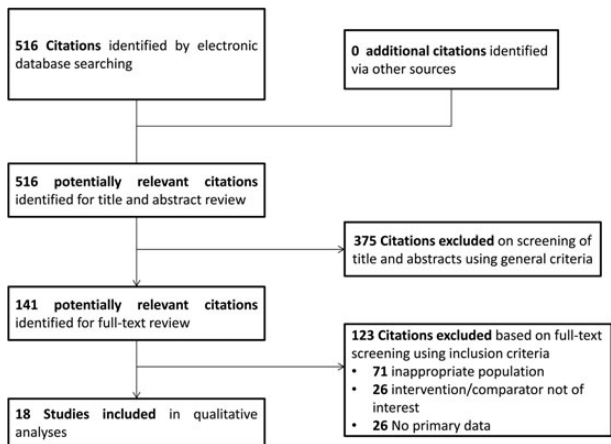 516 Citations identified by electronic
database searching
0 additional citations identified
via other sources
516 potentially relevant citations
identified for title and abstract review
375 Citations excluded on screening of
title and abstracts using general criteria
141 potentially relevant citations
identified for full-text review
123 Citations excluded based on full-text
screening using inclusion criteria
• 71 inappropriate population
• 26 intervention/comparator not of
interest
• 26 No primary data
18 Studies included in qualitative
analyses